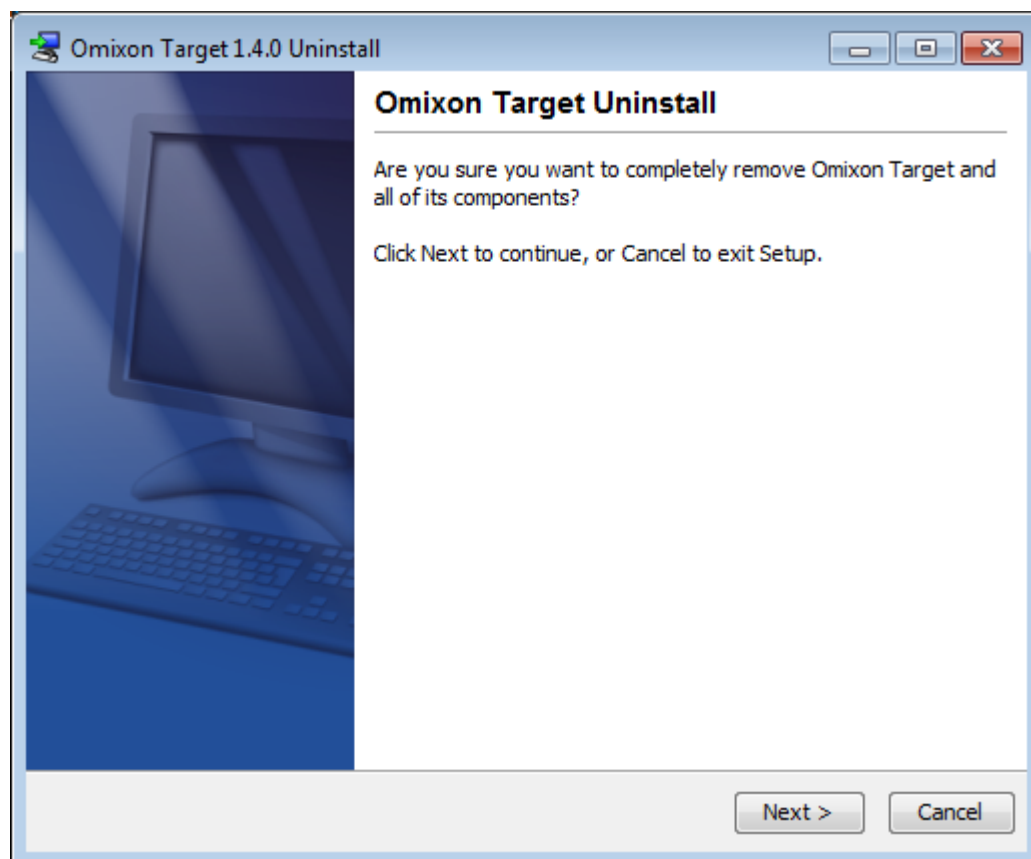 Omixon Target 1.4.0 Uninstall
Omixon Target Uninstall
Are you sure you want to completely remove Omixon Target and
all of its components?
Click Next to continue, or Cancel to exit Setup.
Next >
Cancel